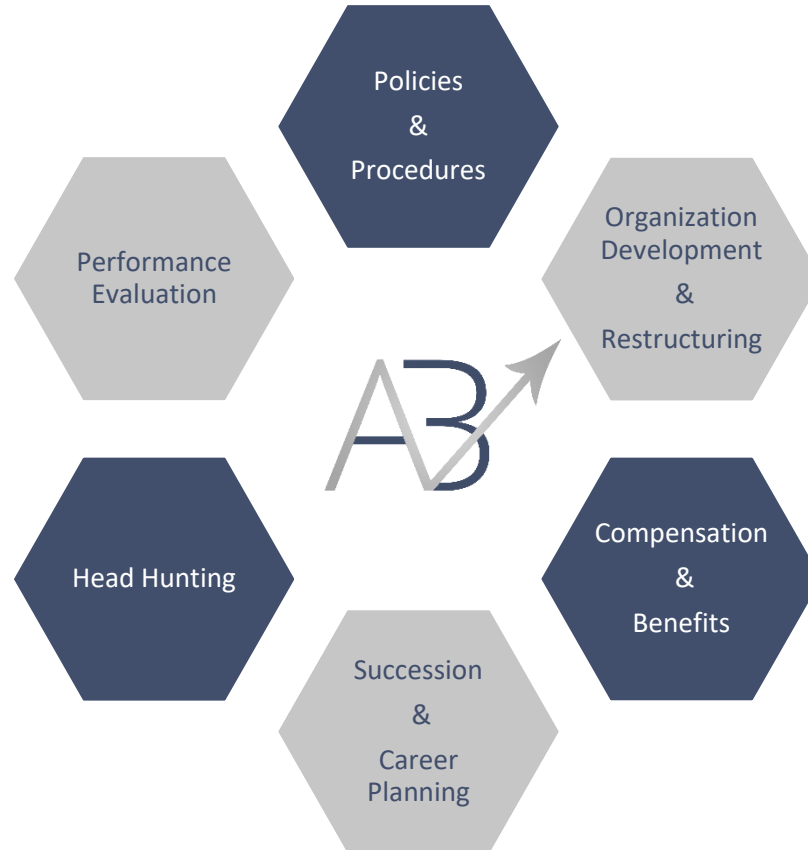 Policies
&
Procedures
Organization
Development
&
Restructuring
Performance
Evaluation
AB
Compensation
&
Benefits
Head Hunting
Succession
&
Career
Planning